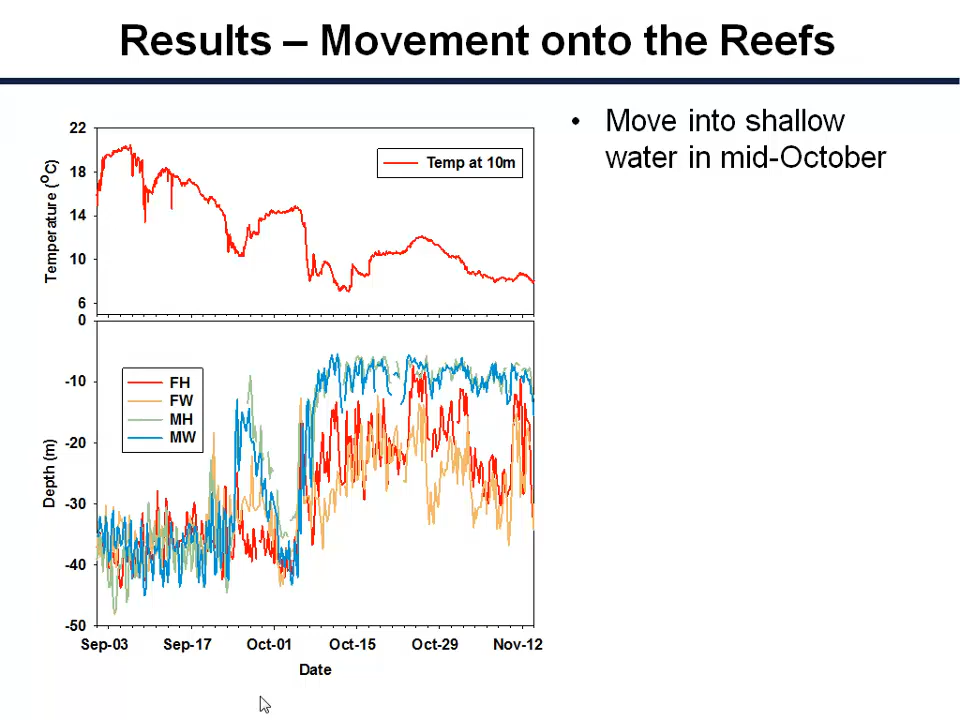 Results – Movement onto the Reefs
• Move into shallow
water in mid-October
22
18
14
10
6
Temperature (°C)
Temp at 10m
0
-10
-20
-30
-40
-50
Depth (m)
FH
FW
MH
MW
Sep-03 Sep-17 Oct-01 Oct-15 Oct-29 Nov-12
Date